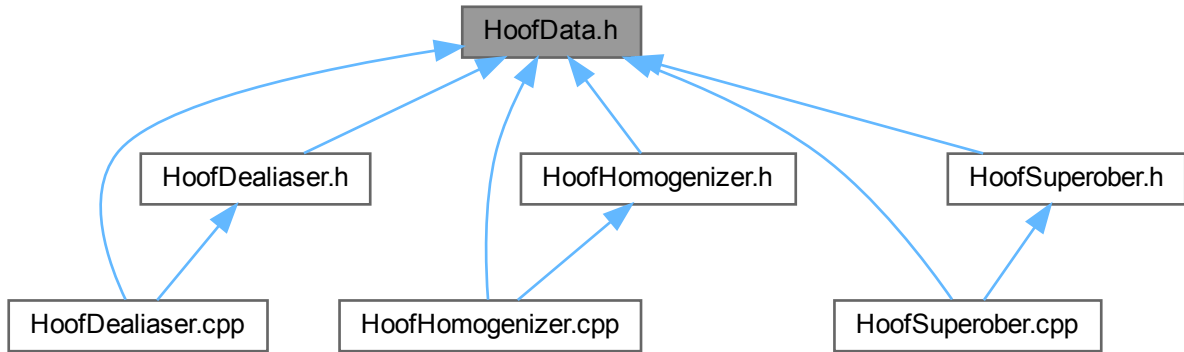 HoofData.h
HoofDealiaser.h
HoofHomogenizer.h
HoofSuperober.h
HoofDealiaser.cpp
HoofHomogenizer.cpp
HoofSuperober.cpp